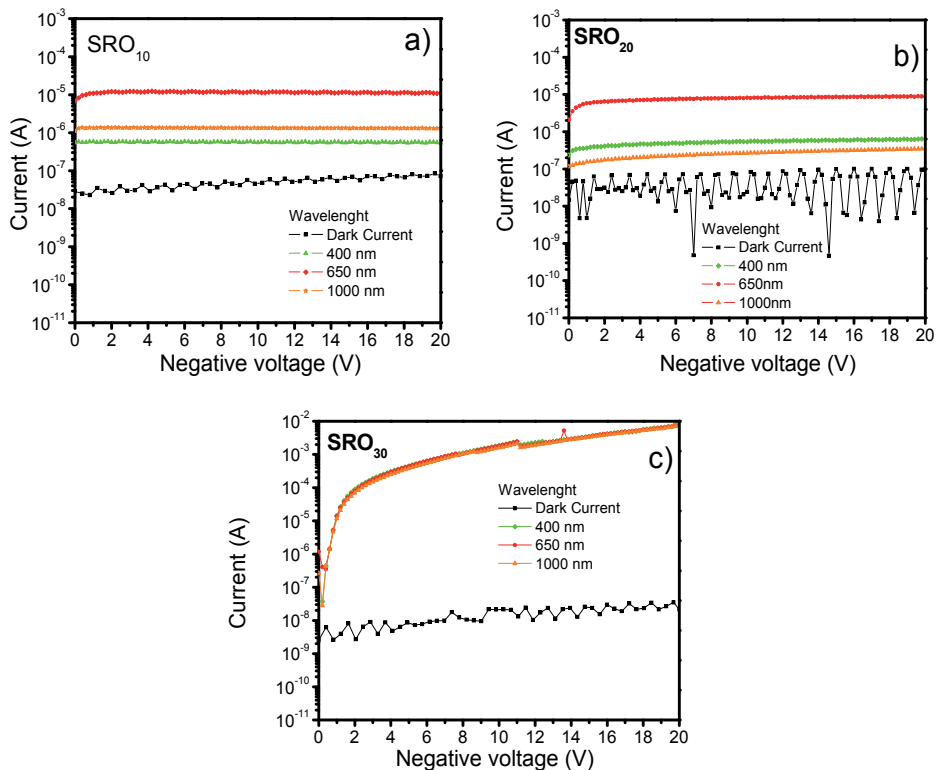 a)
SRO10
10-3
10-4
10-5
10-6
10-7
10-8
10-9
10-10
10-11
Current (A)
Wavelenght
Dark Current
400 nm
650 nm
1000 nm
0 2 4 6 8 10 12 14 16 18 20
Negative voltage (V)
b)
SRO20
10-3
10-4
10-5
10-6
10-7
10-8
10-9
10-10
10-11
Current (A)
Wavelenght
Dark Current
400 nm
650nm
1000nm
0 2 4 6 8 10 12 14 16 18 20
Negative voltage (V)
c)
SRO30
10-2
10-3
10-4
10-5
10-6
10-7
10-8
10-9
10-10
10-11
Current (A)
Wavelenght
Dark Current
400 nm
650 nm
1000 nm
0 2 4 6 8 10 12 14 16 18 20
Negative voltage (V)